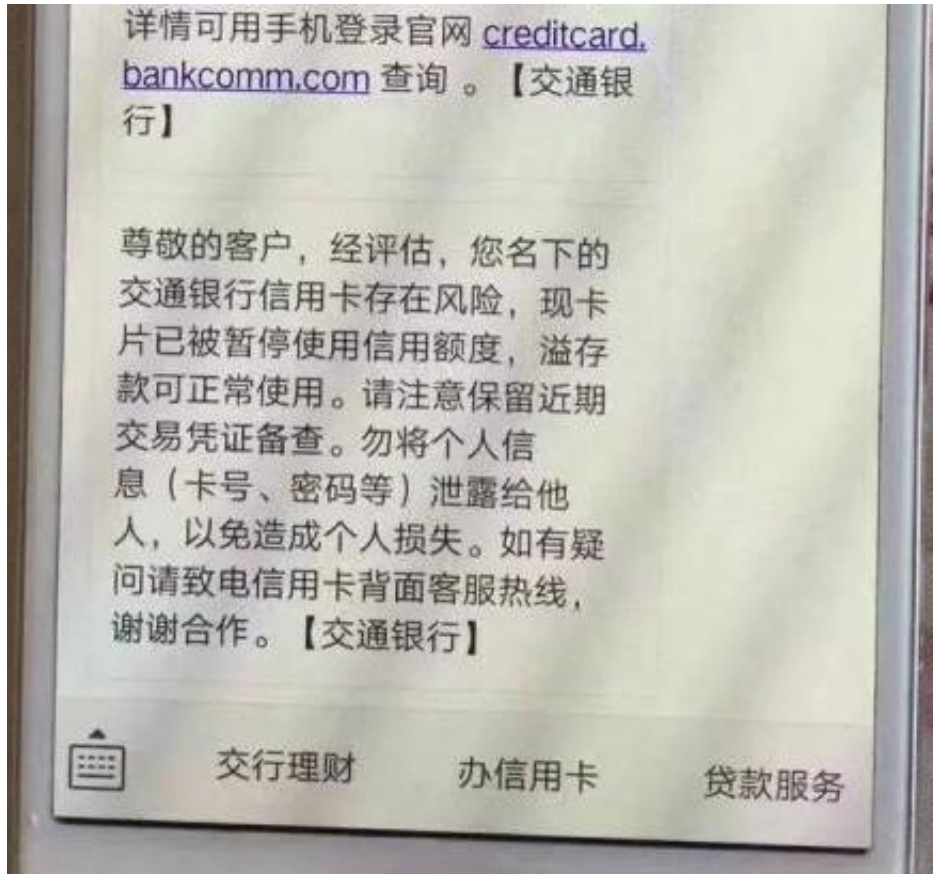 详情可用手机登录官网 creditcard.
bankcomm.com 查询 。【交通银
行】
尊敬的客户，经评估，您名下的
交通银行信用卡存在风险，现卡
片已被暂停使用信用额度，溢存
款可正常使用。请注意保留近期
交易凭证备查。勿将个人信
息（卡号、密码等）泄露给他
人，以免造成个人损失。如有疑
问请致电信用卡背面客服热线，
谢谢合作。【交通银行】
交行理财 办信用卡 贷款服务